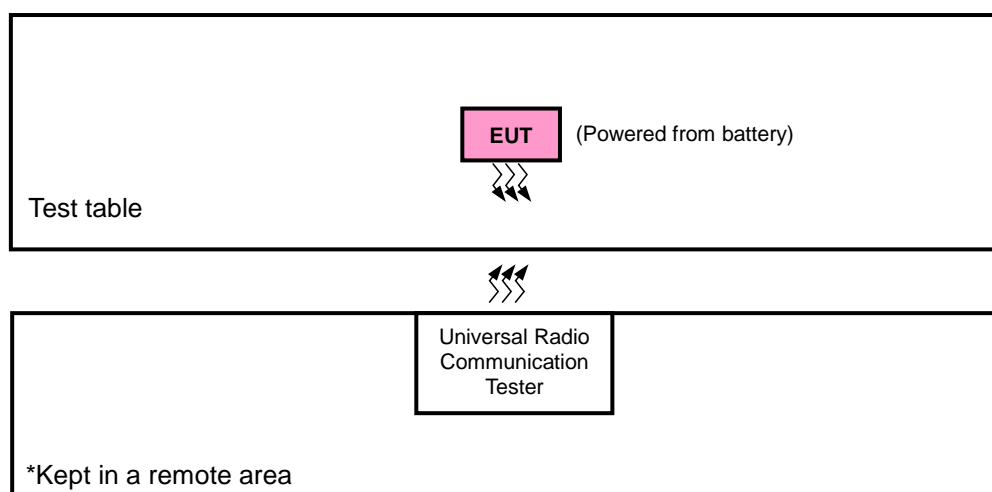 EUT
(Powered from battery)
Test table
Universal Radio
Communication
Tester
*Kept in a remote area